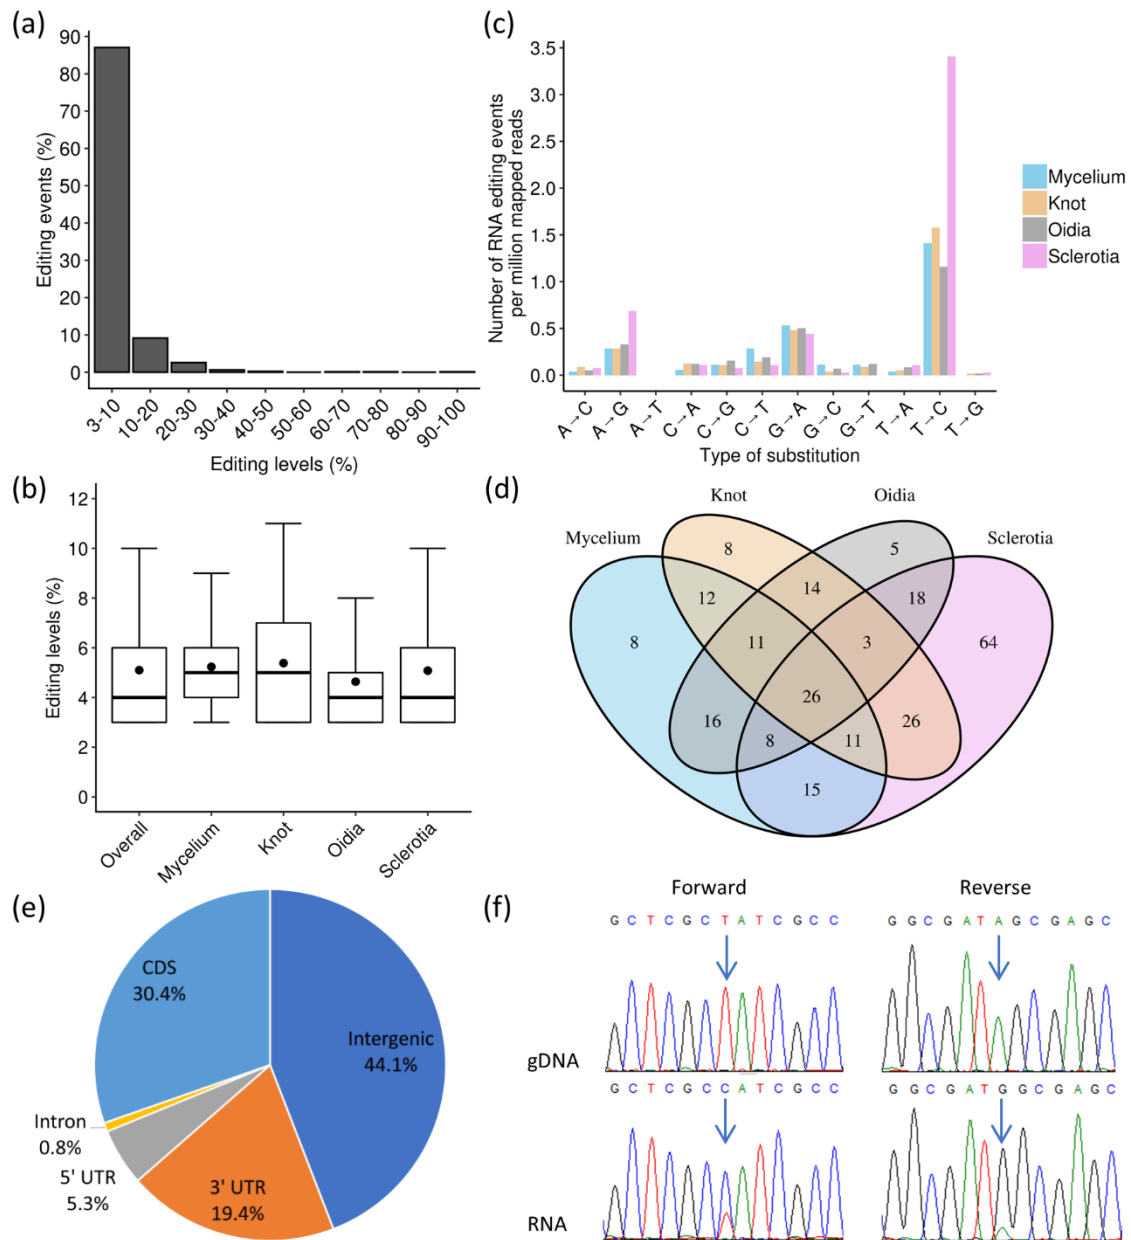 (a)
90
80
70
60
50
40
30
20
10
0
Editing events (%)
3-10
10-20
20-30
30-40
40-50
50-60
60-70
70-80
80-90
90-100
Editing levels (%)
(c)
3.5
3.0
2.5
2.0
1.5
1.0
0.5
0.0
Number of RNA editing events
per million mapped reads
A→C
A→G
A→T
C→A
C→G
C→T
G→A
G→C
G→T
T→A
T→C
T→G
Type of substitution
Mycelium
Knot
Oidia
Sclerotia
(b)
12
10
8
6
4
2
0
Editing levels (%)
Overall
Mycelium
Knot
Oidia
Sclerotia
(d)
Knot
Oidia
Mycelium
Sclerotia
8
5
12
14
18
8
11
3
64
26
16
8
11
26
15
(e)
CDS
30.4%
Intergenic
44.1%
Intron
0.8%
5' UTR
5.3%
3' UTR
19.4%
(f)
Forward
Reverse
G C T C G C T A T C G C C
G G C G A T A G C G A G C
gDNA
G C T C G C C A T C G C C
G G C G A T G G C G A G C
RNA